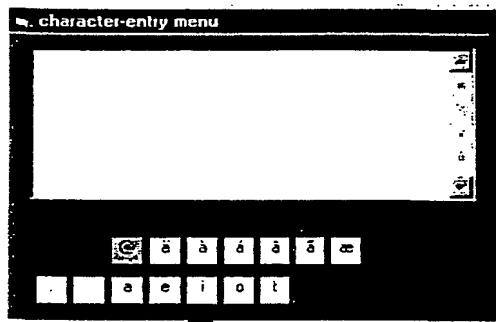 character-entry menu
@ ä à á â ã æ
. a e i o t